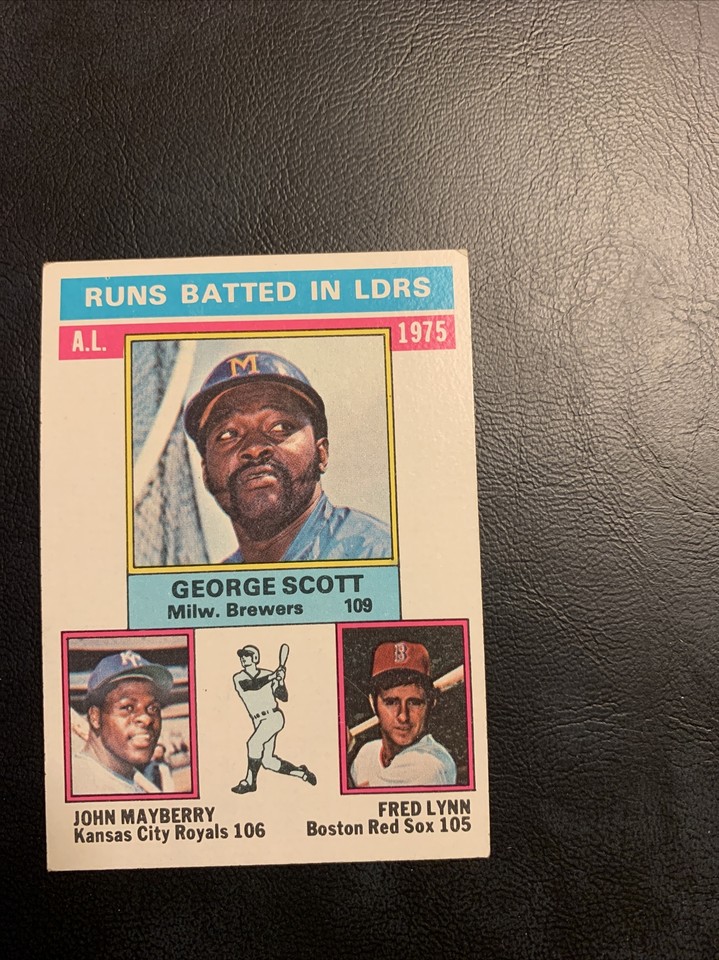 RUNS BATTED IN LDRS
A.L. 1975
M
GEORGE SCOTT
Milw. Brewers 109
KC
B
JOHN MAYBERRY
Kansas City Royals 106
FRED LYNN
Boston Red Sox 105